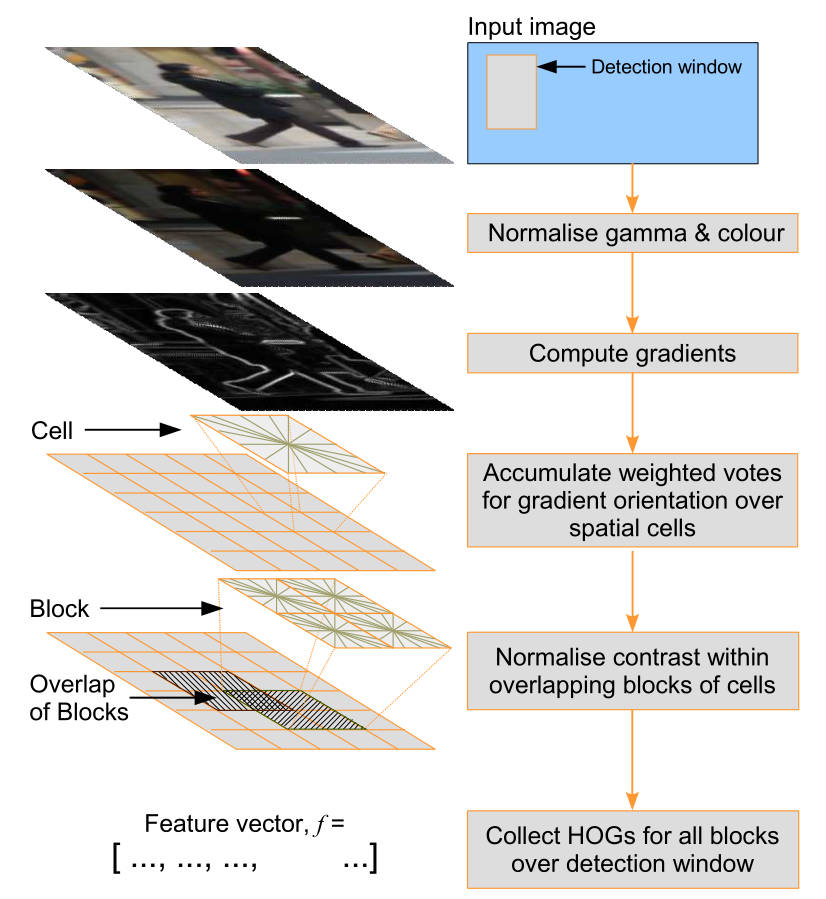 Input image
Detection window
Normalise gamma & colour
Compute gradients
Cell
Accumulate weighted votes
for gradient orientation over
spatial cells
Block
Normalise contrast within
overlapping blocks of cells
Overlap
of Blocks
Feature vector, f =
[ ..., ..., ..., ...]
Collect HOGs for all blocks
over detection window